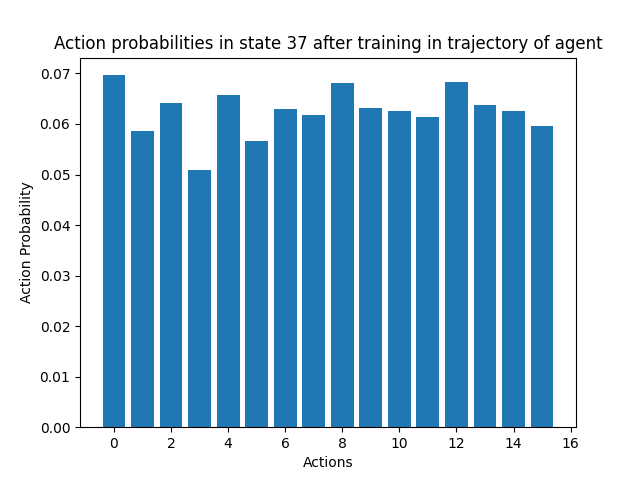 Action probabilities in state 37 after training in trajectory of agent
0.07
0.06
0.05
0.04
0.03
0.02
0.01
0.00
Action Probability
0 2 4 6 8 10 12 14 16
Actions